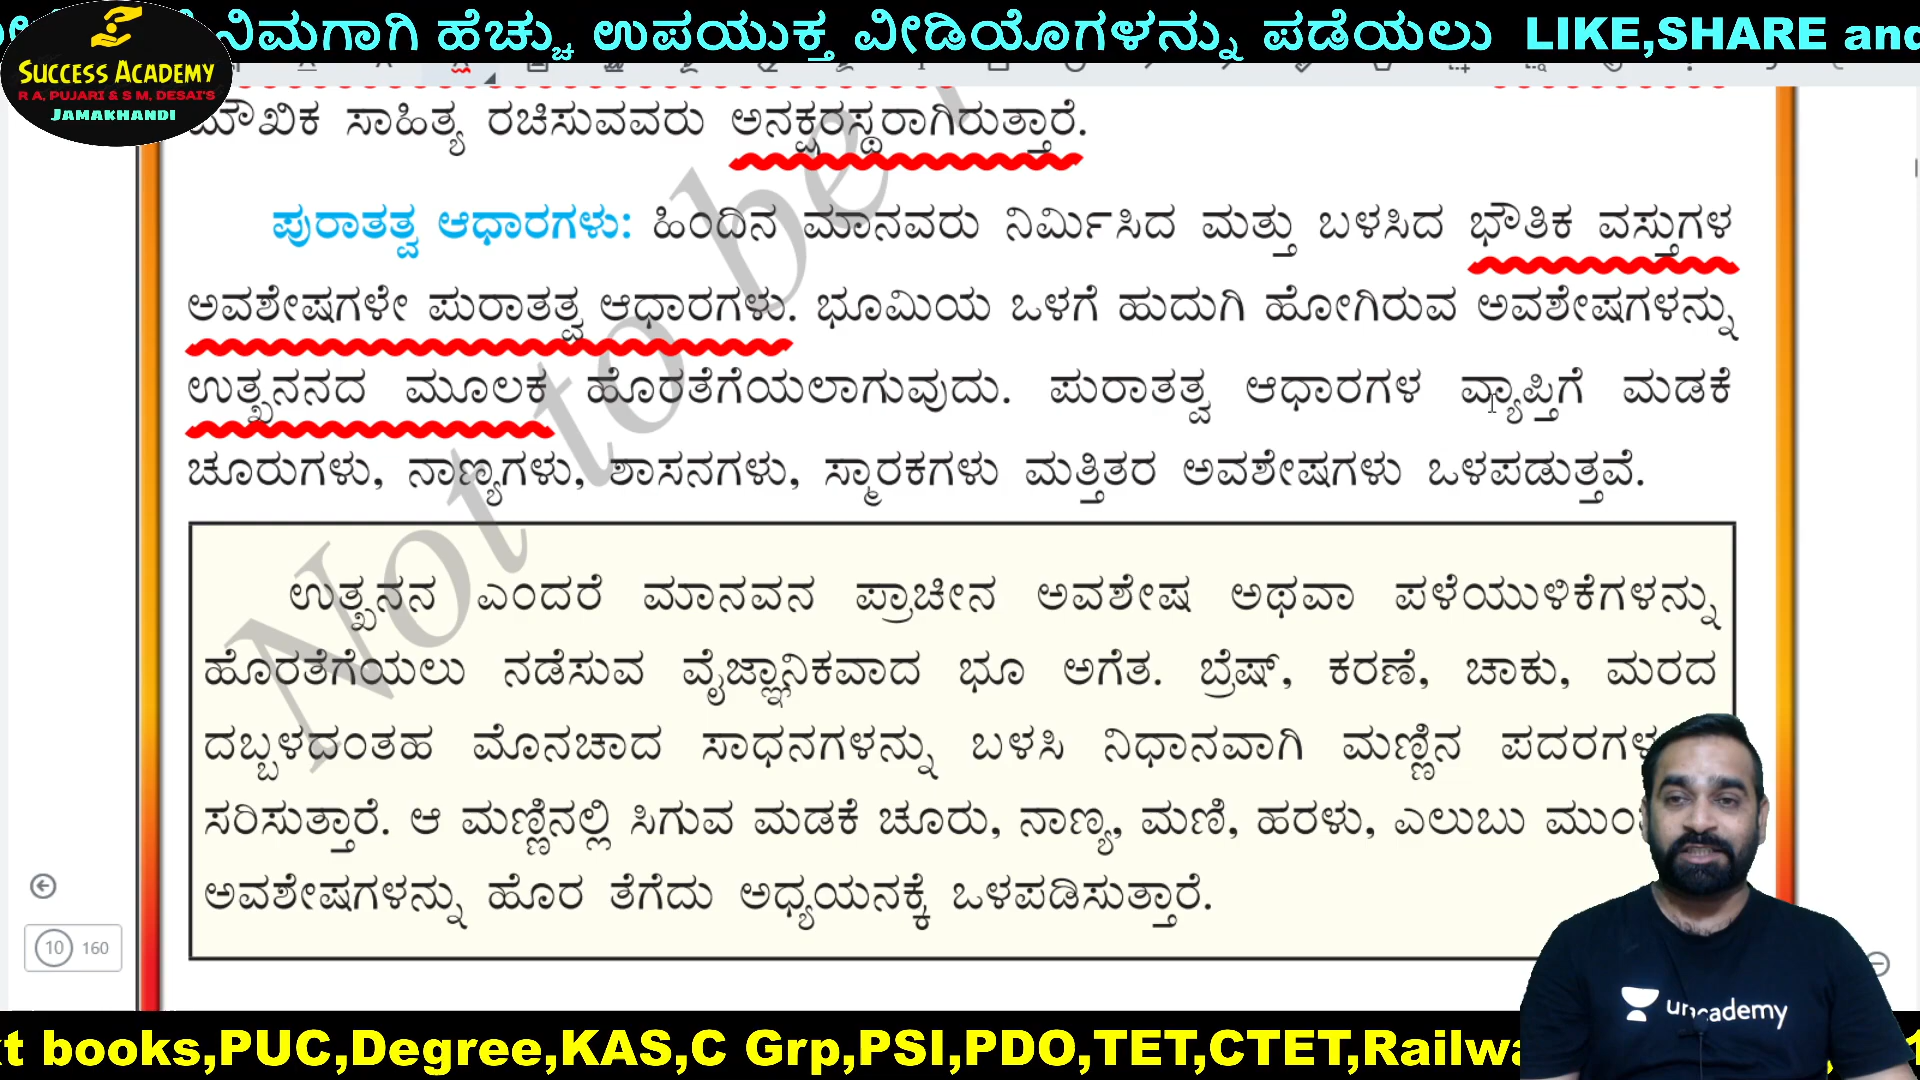 ನಿಮಗಾಗಿ ಹೆಚ್ಚು ಉಪಯುಕ್ತ ವೀಡಿಯೊಗಳನ್ನು ಪಡೆಯಲು LIKE,SHARE and
SUCCESS ACADEMY
R A, PUJARI & S M, DESAI'S
JAMAKHANDI
ಮೌಖಿಕ ಸಾಹಿತ್ಯ ರಚಿಸುವವರು ಅನಕ್ಷರಸ್ಥರಾಗಿರುತ್ತಾರೆ.
ಪುರಾತತ್ವ ಆಧಾರಗಳು: ಹಿಂದಿನ ಮಾನವರು ನಿರ್ಮಿಸಿದ ಮತ್ತು ಬಳಸಿದ ಭೌತಿಕ ವಸ್ತುಗಳ
ಅವಶೇಷಗಳೇ ಪುರಾತತ್ವ ಆಧಾರಗಳು. ಭೂಮಿಯ ಒಳಗೆ ಹುದುಗಿ ಹೋಗಿರುವ ಅವಶೇಷಗಳನ್ನು
ಉತ್ಖನನದ ಮೂಲಕ ಹೊರತೆಗೆಯಲಾಗುವುದು. ಪುರಾತತ್ವ ಆಧಾರಗಳ ವ್ಯಾಪ್ತಿಗೆ ಮಡಕೆ
ಚೂರುಗಳು, ನಾಣ್ಯಗಳು, ಶಾಸನಗಳು, ಸ್ಮಾರಕಗಳು ಮತ್ತಿತರ ಅವಶೇಷಗಳು ಒಳಪಡುತ್ತವೆ.
Not to be
ಉತ್ಖನನ ಎಂದರೆ ಮಾನವನ ಪ್ರಾಚೀನ ಅವಶೇಷ ಅಥವಾ ಪಳೆಯುಳಿಕೆಗಳನ್ನು
ಹೊರತೆಗೆಯಲು ನಡೆಸುವ ವೈಜ್ಞಾನಿಕವಾದ ಭೂ ಅಗೆತ. ಬ್ರೆಷ್, ಕರಣೆ, ಚಾಕು, ಮರದ
ದಬ್ಬಳದಂತಹ ಮೊನಚಾದ ಸಾಧನಗಳನ್ನು ಬಳಸಿ ನಿಧಾನವಾಗಿ ಮಣ್ಣಿನ
ಸರಿಸುತ್ತಾರೆ. ಆ ಮಣ್ಣಿನಲ್ಲಿ ಸಿಗುವ ಮಡಕೆ ಚೂರು, ನಾಣ್ಯ, ಮಣಿ, ಹರಳು, ಎಲುಬು
ಅವಶೇಷಗಳನ್ನು ಹೊರ ತೆಗೆದು ಅಧ್ಯಯನಕ್ಕೆ ಒಳಪಡಿಸುತ್ತಾರೆ.
10 160
unacademy
books,PUC,Degree,KAS,C Grp,PSI,PDO,TET,CTET,